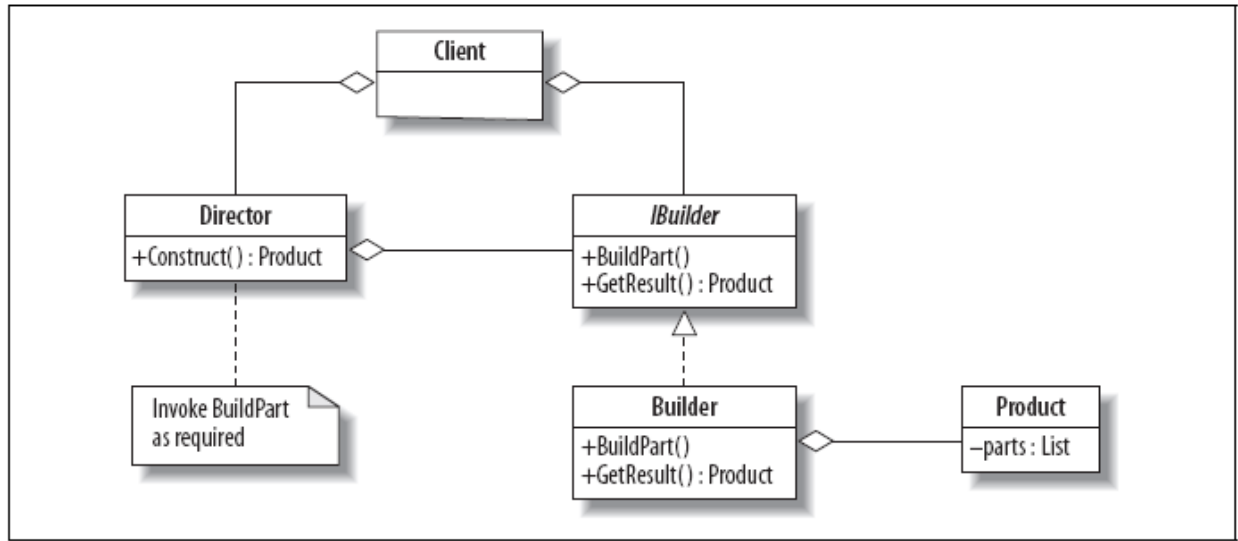 Client
Director
+Construct() : Product
IBuilder
+BuildPart()
+GetResult() : Product
Invoke BuildPart
as required
Builder
+BuildPart()
+GetResult() : Product
Product
–parts : List